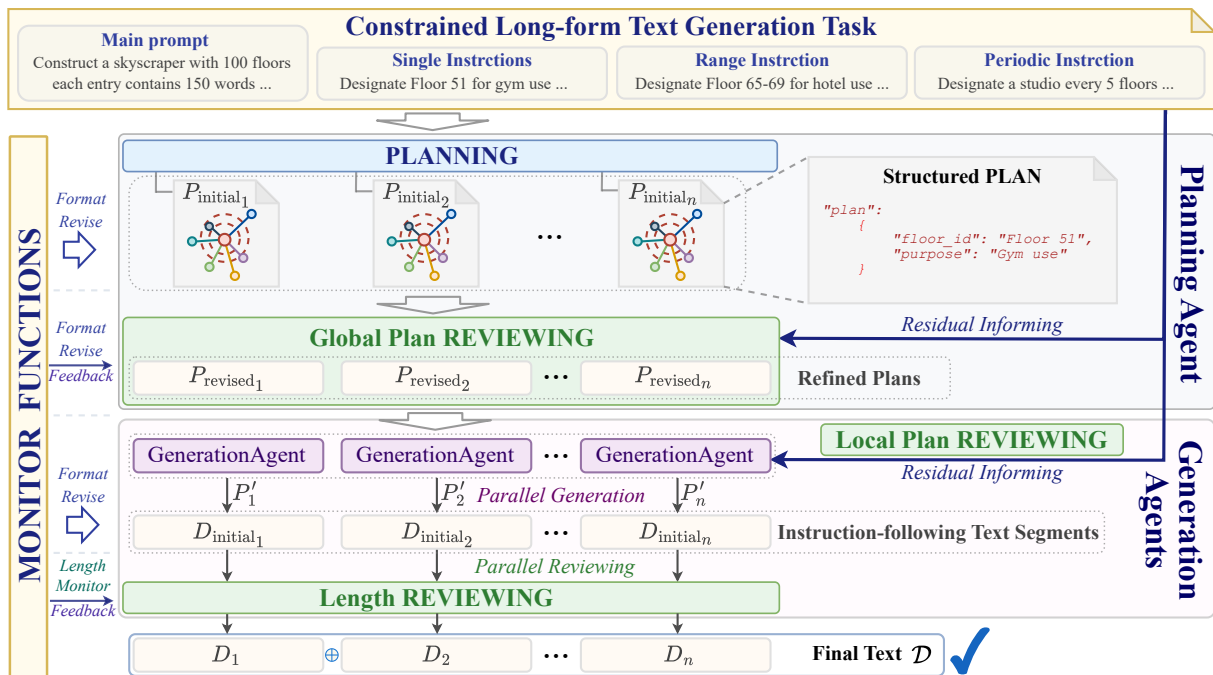 Constrained Long-form Text Generation Task
Main prompt
Construct a skyscraper with 100 floors
each entry contains 150 words ...
Single Instrctions
Designate Floor 51 for gym use ...
Range Instrction
Designate Floor 65-69 for hotel use ...
Periodic Instrction
Designate a studio every 5 floors ...
MONITOR FUNCTIONS
Format
Revise
Format
Revise
Feedback
Format
Revise
Length
Monitor
Feedback
Planning Agent
PLANNING
P_initial_1
P_initial_2
...
P_initial_n
Structured PLAN
"plan":
{
"floor_id": "Floor 51",
"purpose": "Gym use"
}
Global Plan REVIEWING
Residual Informing
P_revised_1
P_revised_2
...
P_revised_n
Refined Plans
Generation Agents
Local Plan REVIEWING
GenerationAgent
GenerationAgent
...
GenerationAgent
Residual Informing
P′_1
P′_2
P′_n
Parallel Generation
D_initial_1
D_initial_2
...
D_initial_n
Instruction-following Text Segments
Parallel Reviewing
Length REVIEWING
D_1 ⊕ D_2 ... D_n
Final Text 𝒟